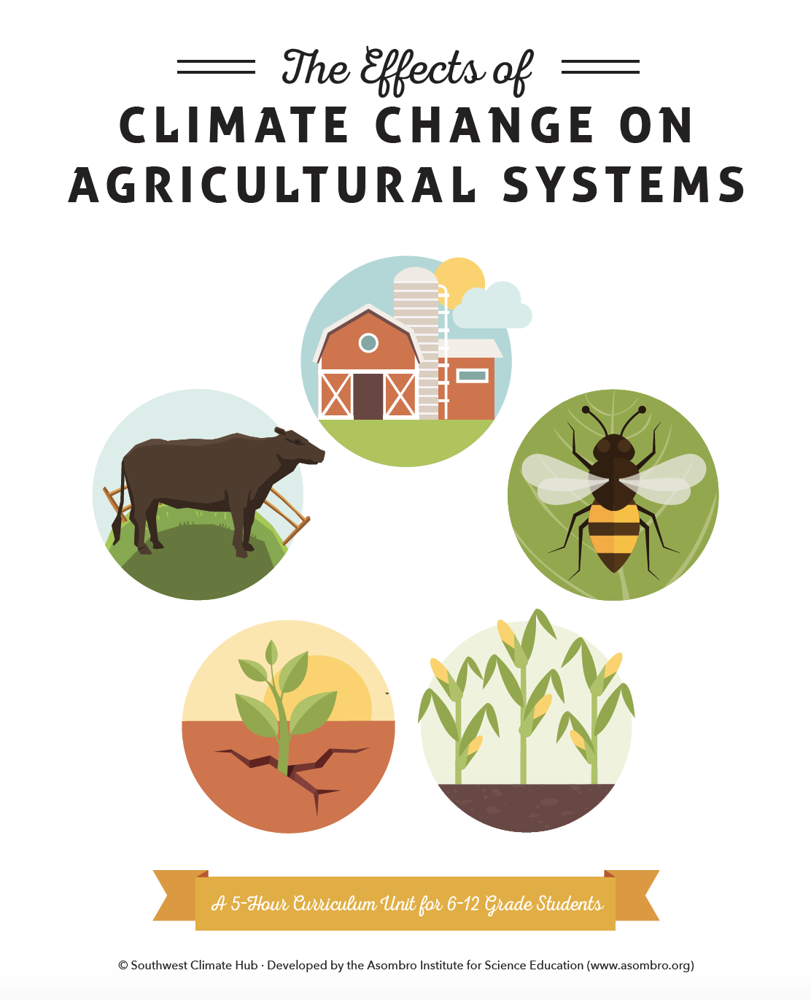 The Effects of
CLIMATE CHANGE ON
AGRICULTURAL SYSTEMS
A 5-Hour Curriculum Unit for 6-12 Grade Students
© Southwest Climate Hub · Developed by the Asombro Institute for Science Education (www.asombro.org)